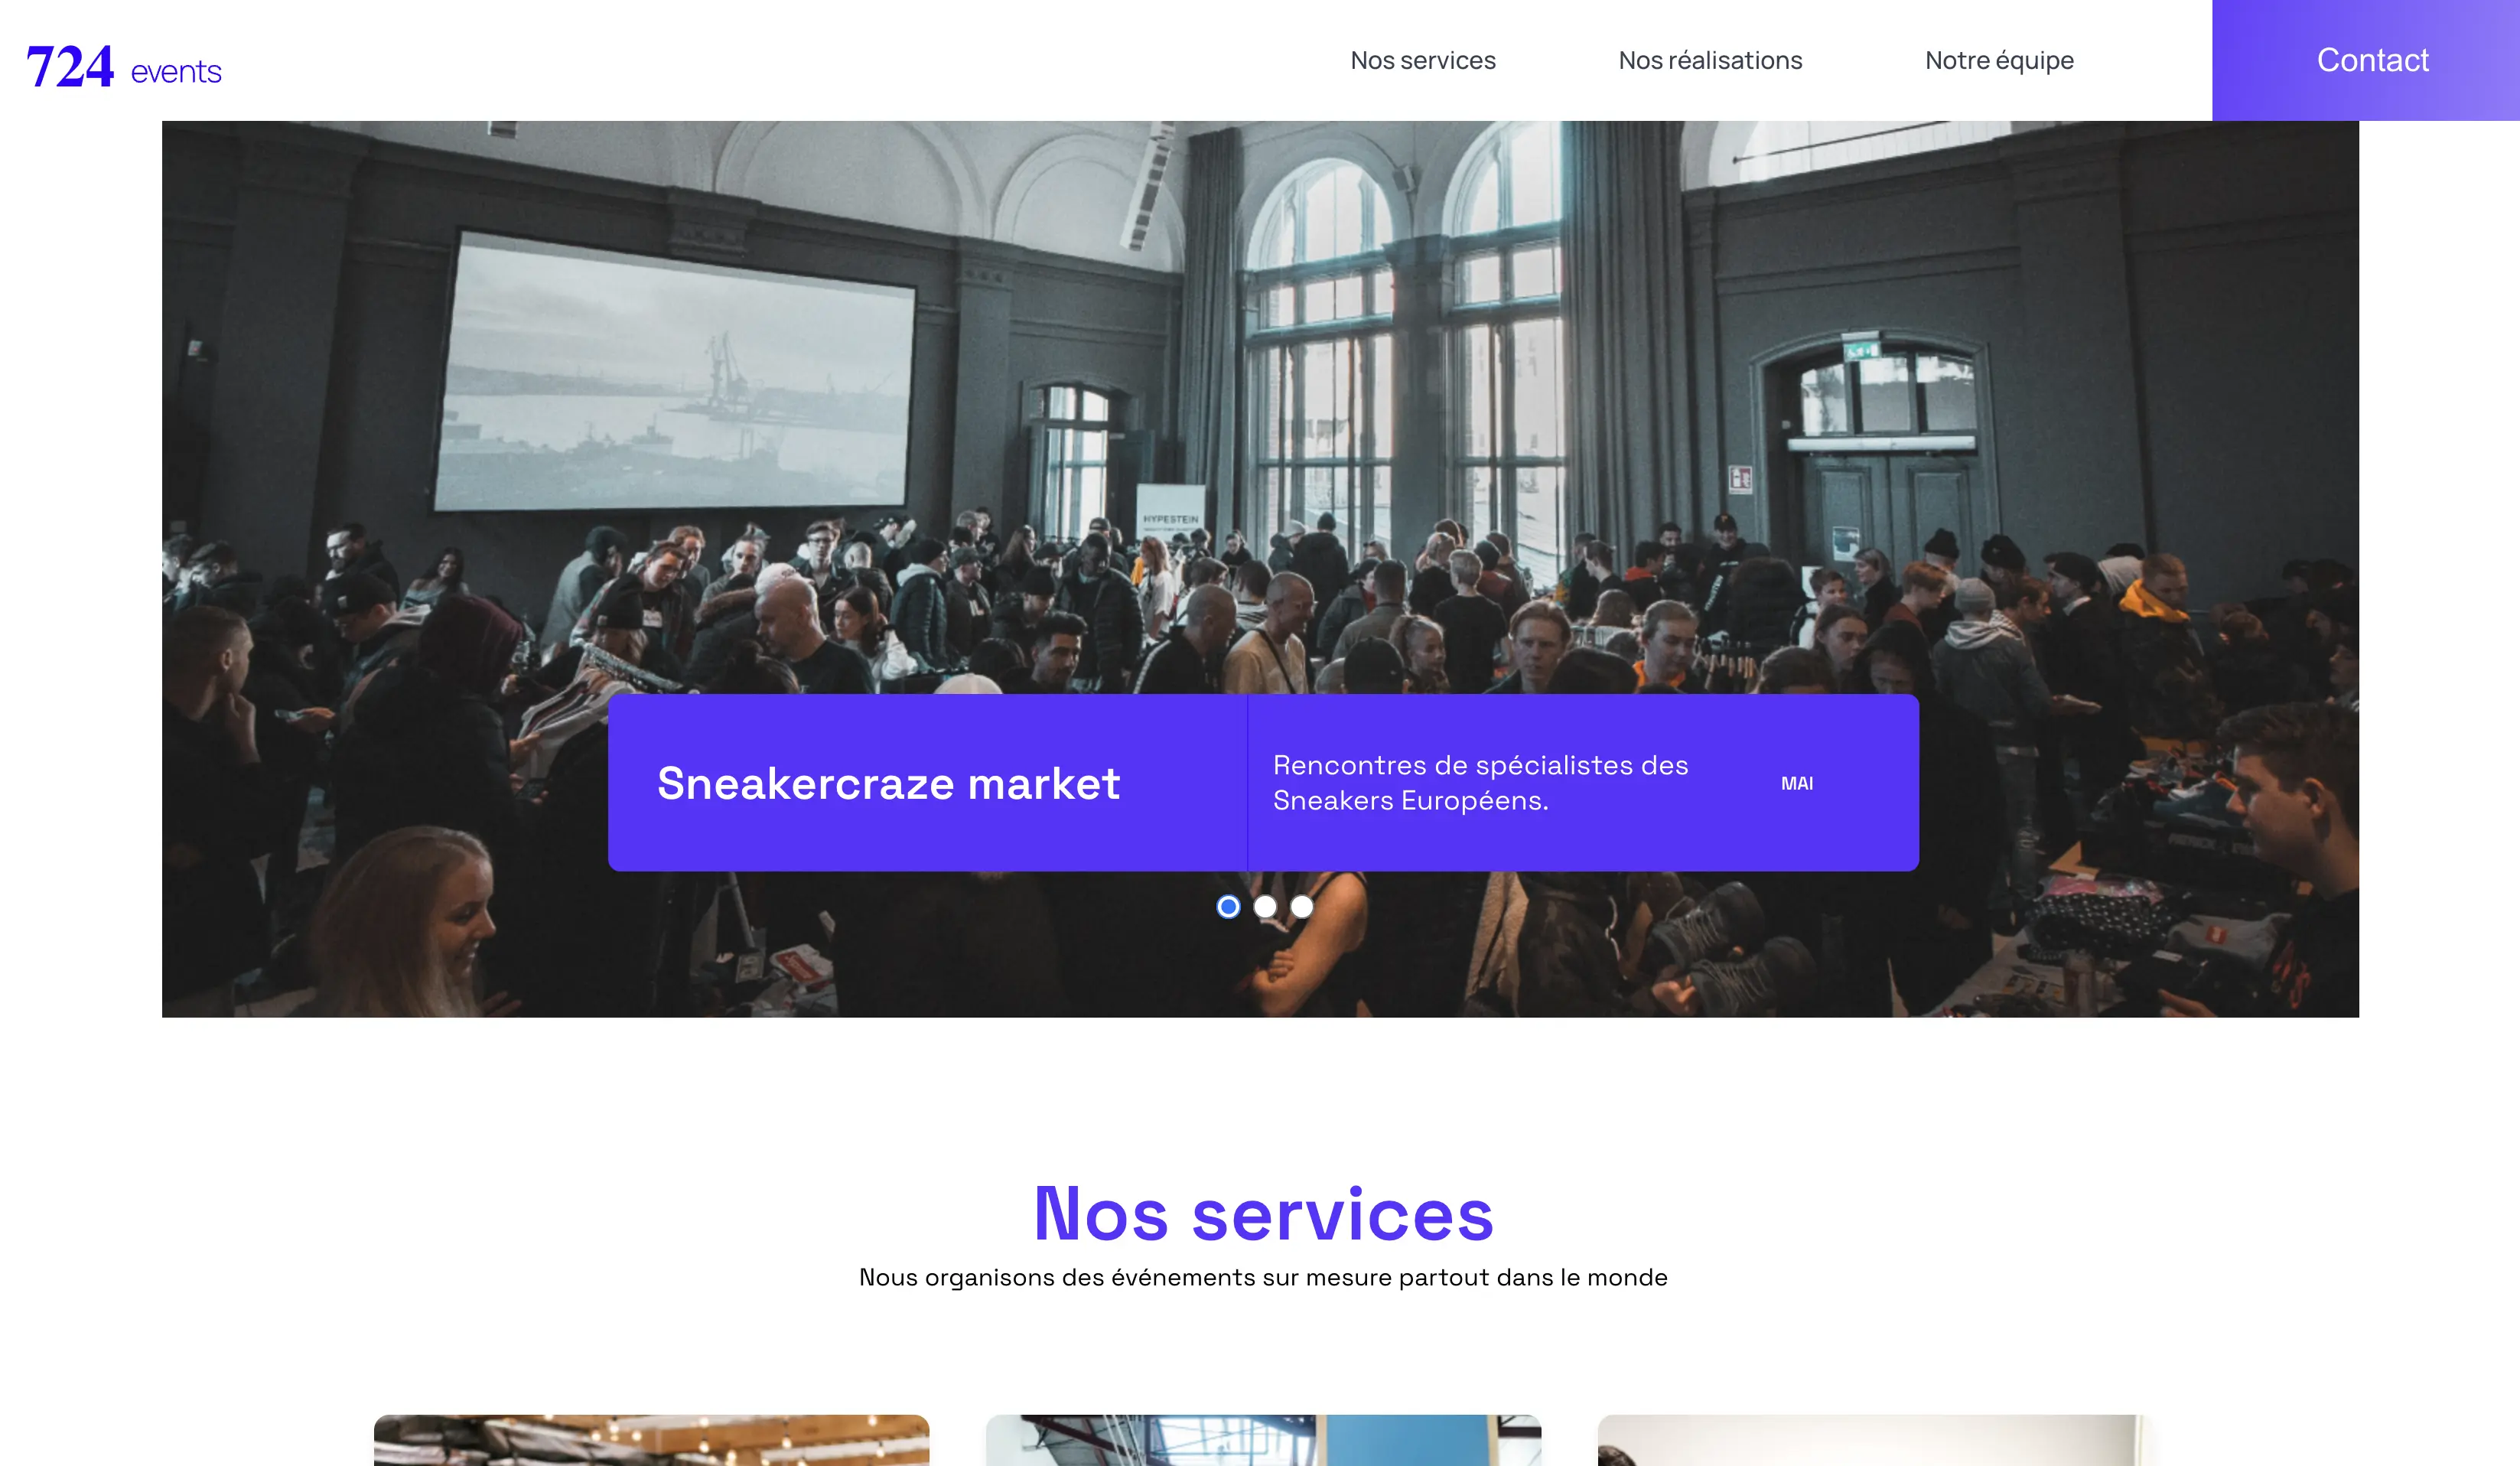 724 events
Nos services
Nos réalisations
Notre équipe
Contact
HYPESTEIN
Sneakercraze market
Rencontres de spécialistes des
Sneakers Européens.
MAI
Nos services
Nous organisons des événements sur mesure partout dans le monde